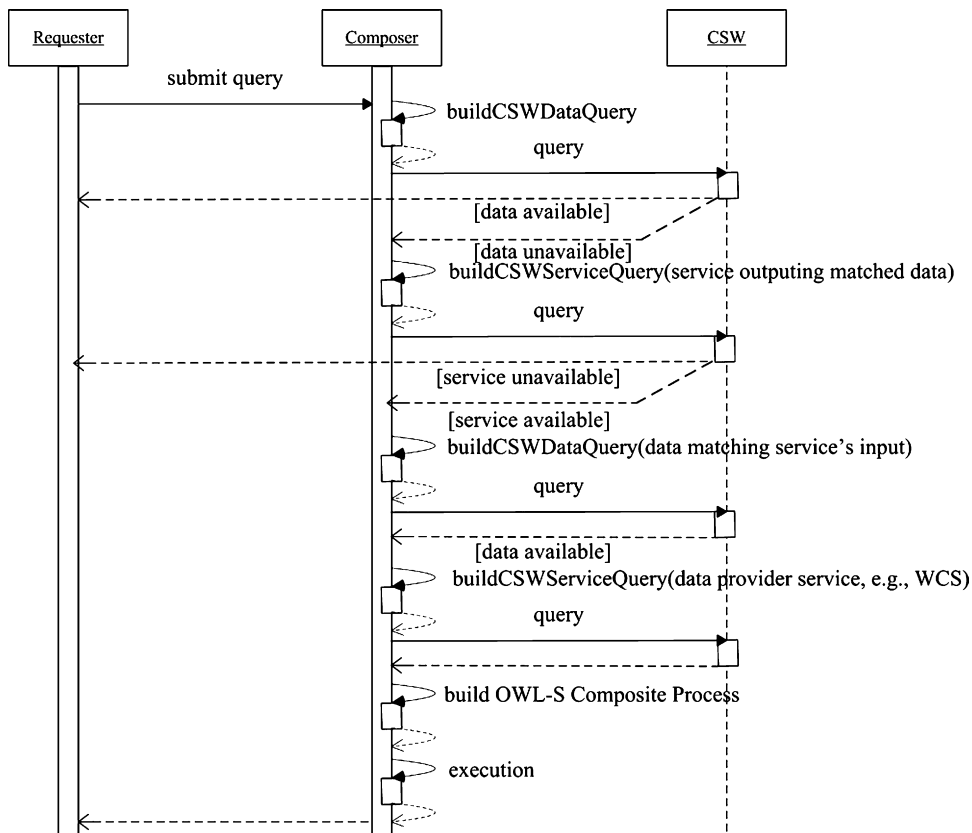 Requester
Composer
CSW
submit query
buildCSWDataQuery
query
[data available]
[data unavailable]
buildCSWServiceQuery(service outputing matched data)
query
[service unavailable]
[service available]
buildCSWDataQuery(data matching service's input)
query
[data available]
buildCSWServiceQuery(data provider service, e.g., WCS)
query
build OWL-S Composite Process
execution